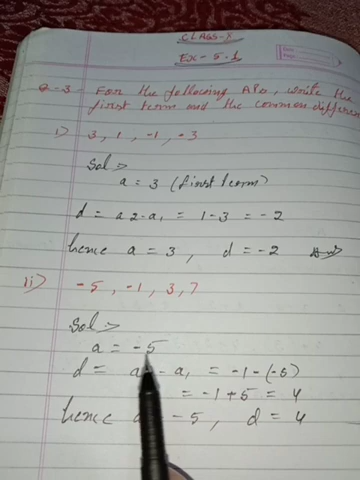 CLASS-X
EX-5.1
Q-3- For the following APs, write the
first term and the common differen
i) 3, 1, -1, -3
Sol :-
a = 3 (first term)
d = a2-a1 = 1-3 = -2
hence a = 3, d = -2 Ans
ii) -5, -1, 3, 7
Sol :-
a = -5
d = a - a1 = -1-(-5)
= -1+5 = 4
hence -5, d = 4